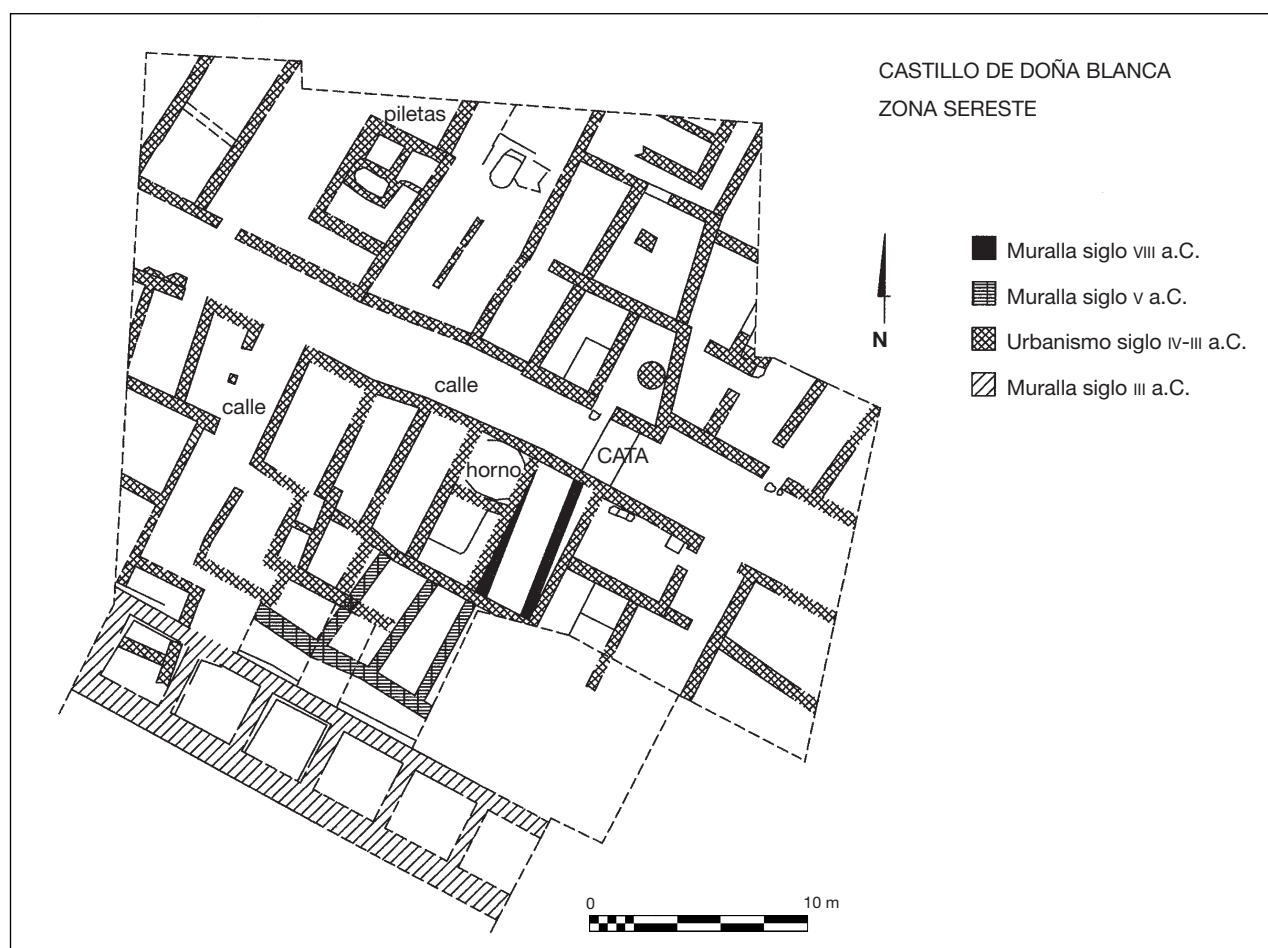 CASTILLO DE DOÑA BLANCA
ZONA SERESTE
piletas
N
Muralla siglo VIII a.C.
Muralla siglo V a.C.
Urbanismo siglo IV-III a.C.
Muralla siglo III a.C.
calle
calle
CATA
horno
0 10 m